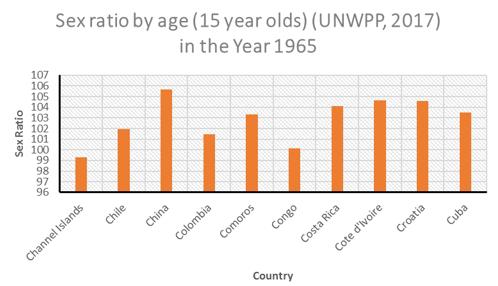 Sex ratio by age (15 year olds) (UNWPP, 2017)
in the Year 1965
Sex Ratio
107
106
105
104
103
102
101
100
99
98
97
96
Channel Islands
Chile
China
Colombia
Comoros
Congo
Costa Rica
Cote d'Ivoire
Croatia
Cuba
Country